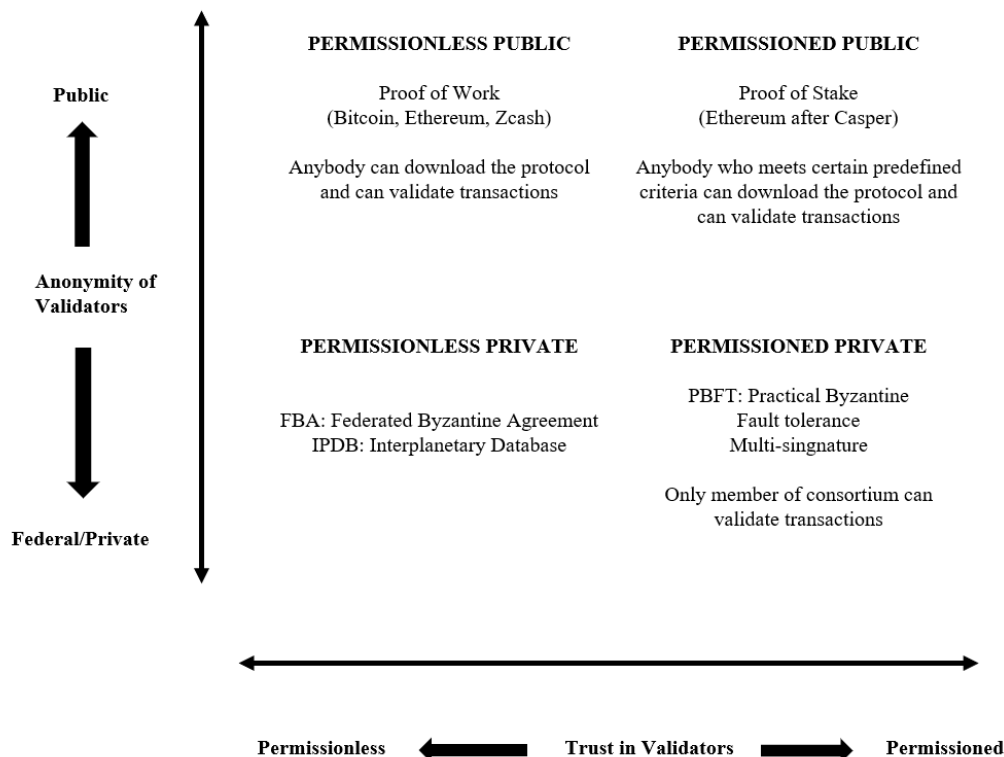 PERMISSIONLESS PUBLIC
Proof of Work
(Bitcoin, Ethereum, Zcash)
Anybody can download the protocol
and can validate transactions
PERMISSIONED PUBLIC
Proof of Stake
(Ethereum after Casper)
Anybody who meets certain predefined
criteria can download the protocol and
can validate transactions
Public
Anonymity of
Validators
Federal/Private
PERMISSIONLESS PRIVATE
FBA: Federated Byzantine Agreement
IPDB: Interplanetary Database
PERMISSIONED PRIVATE
PBFT: Practical Byzantine
Fault tolerance
Multi-singnature
Only member of consortium can
validate transactions
Permissionless
Trust in Validators
Permissioned